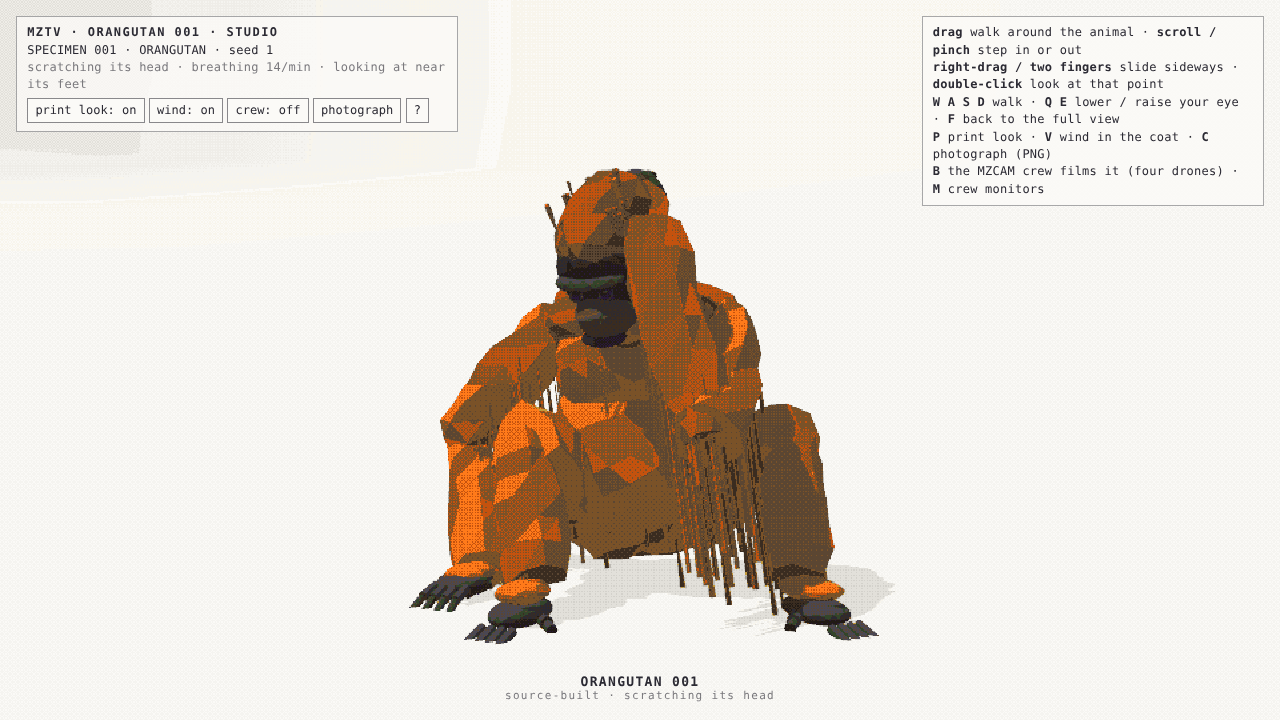 MZTV · ORANGUTAN 001 · STUDIO
SPECIMEN 001 · ORANGUTAN · seed 1
scratching its head · breathing 14/min · looking at near
its feet
print look: on
wind: on
crew: off
photograph
?
drag walk around the animal · scroll /
pinch step in or out
right-drag / two fingers slide sideways ·
double-click look at that point
W A S D walk · Q E lower / raise your eye
· F back to the full view
P print look · V wind in the coat · C
photograph (PNG)
B the MZCAM crew films it (four drones) ·
M crew monitors
ORANGUTAN 001
source-built · scratching its head